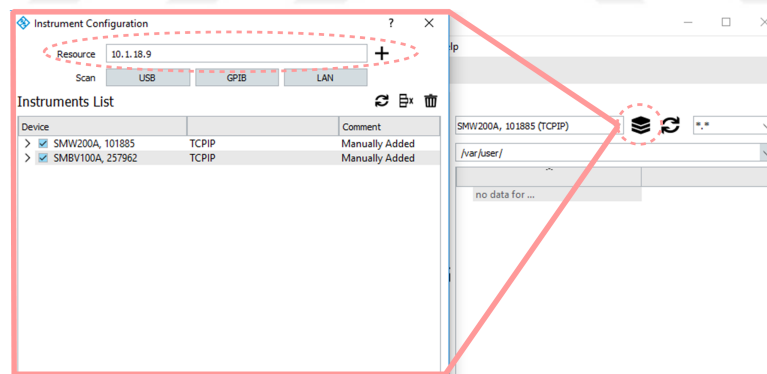 Instrument Configuration
?
Resource 10.1.18.9
Scan USB GPIB LAN
Instruments List
Device Comment
SMW200A, 101885 TCPIP Manually Added
SMBV100A, 257962 TCPIP Manually Added
lp
SMW200A, 101885 (TCPIP) *.*
/var/user/
no data for ...